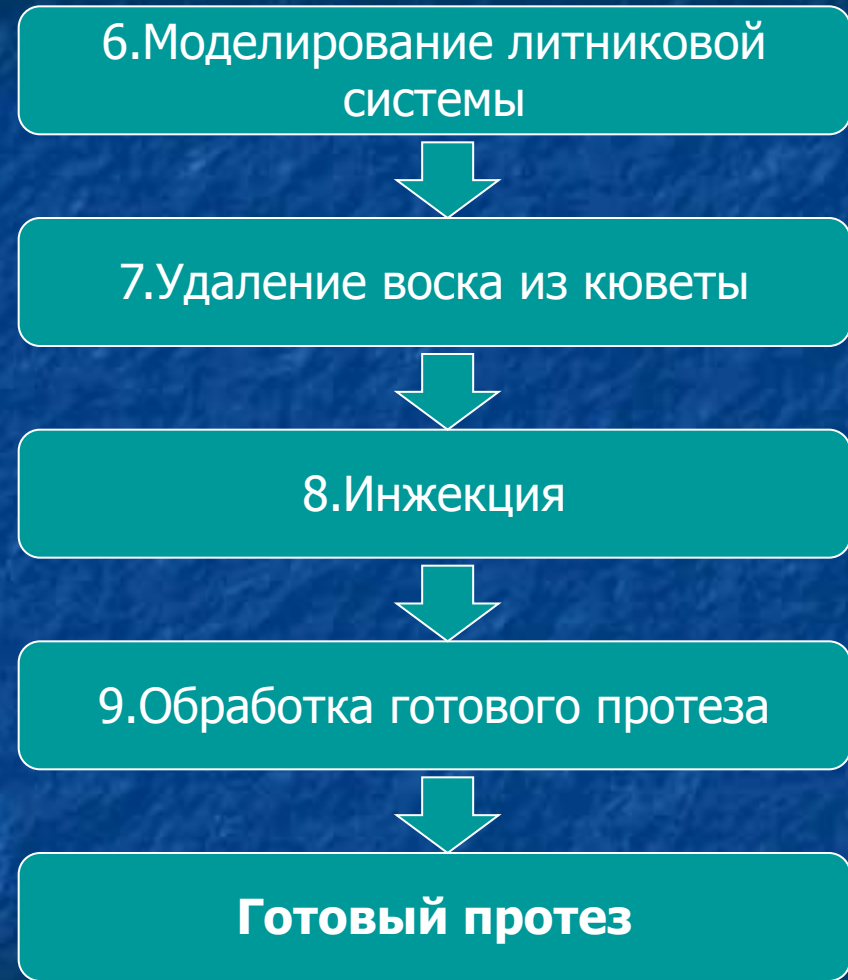 6.Моделирование литниковой
системы
7.Удаление воска из кюветы
8.Инжекция
9.Обработка готового протеза
Готовый протез